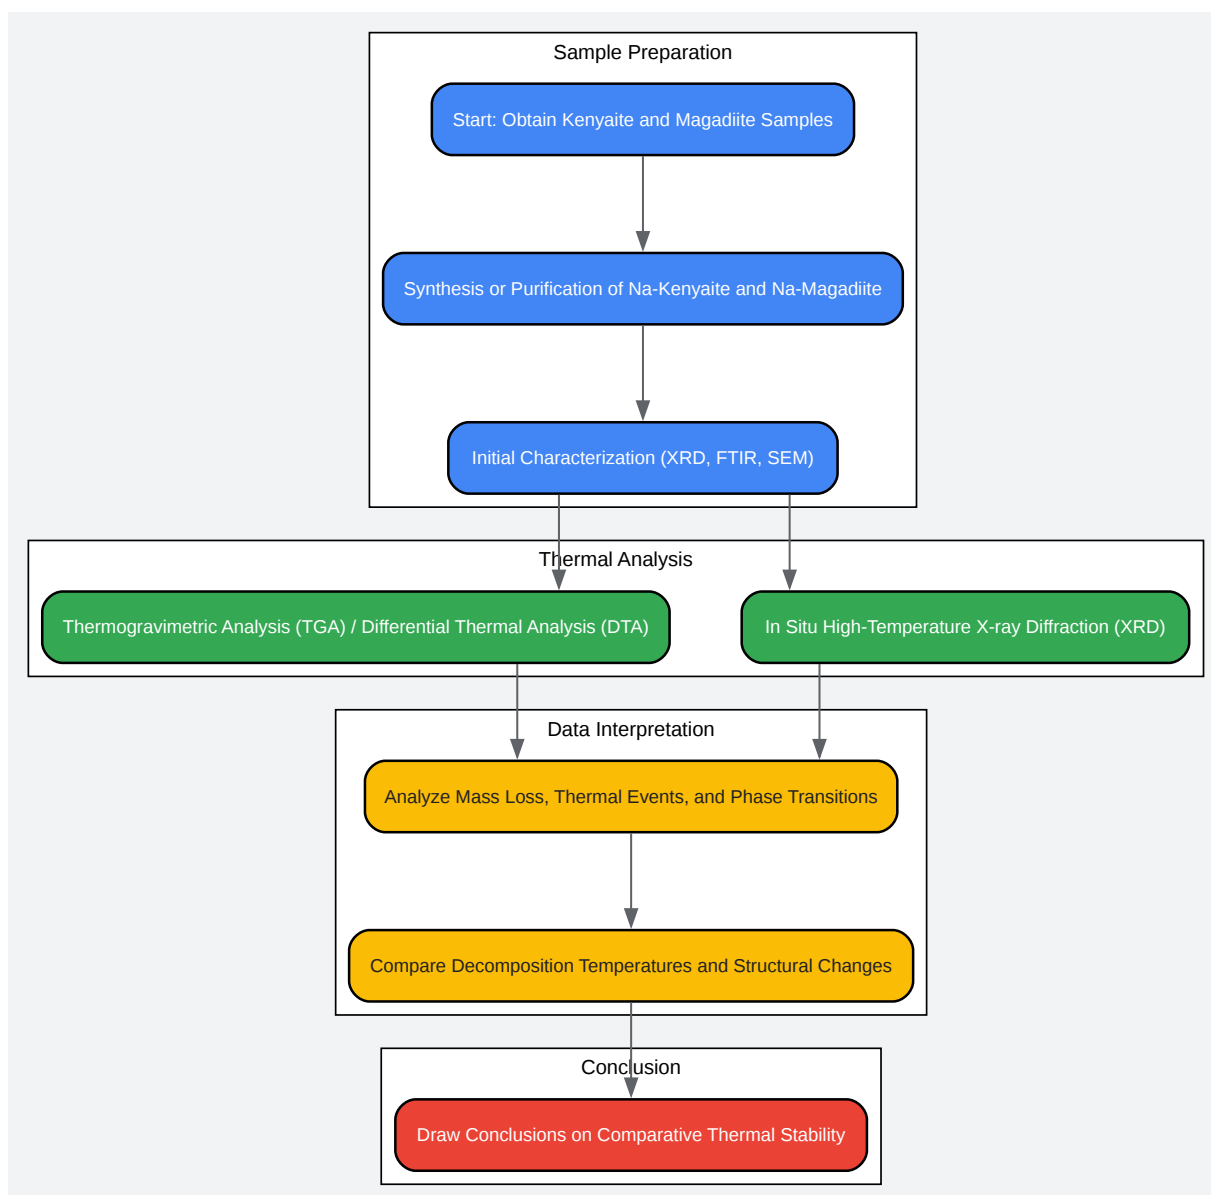 Sample Preparation
Start: Obtain Kenyaite and Magadiite Samples
Synthesis or Purification of Na-Kenyaite and Na-Magadiite
Initial Characterization (XRD, FTIR, SEM)
Thermal Analysis
Thermogravimetric Analysis (TGA) / Differential Thermal Analysis (DTA)
In Situ High-Temperature X-ray Diffraction (XRD)
Data Interpretation
Analyze Mass Loss, Thermal Events, and Phase Transitions
Compare Decomposition Temperatures and Structural Changes
Conclusion
Draw Conclusions on Comparative Thermal Stability